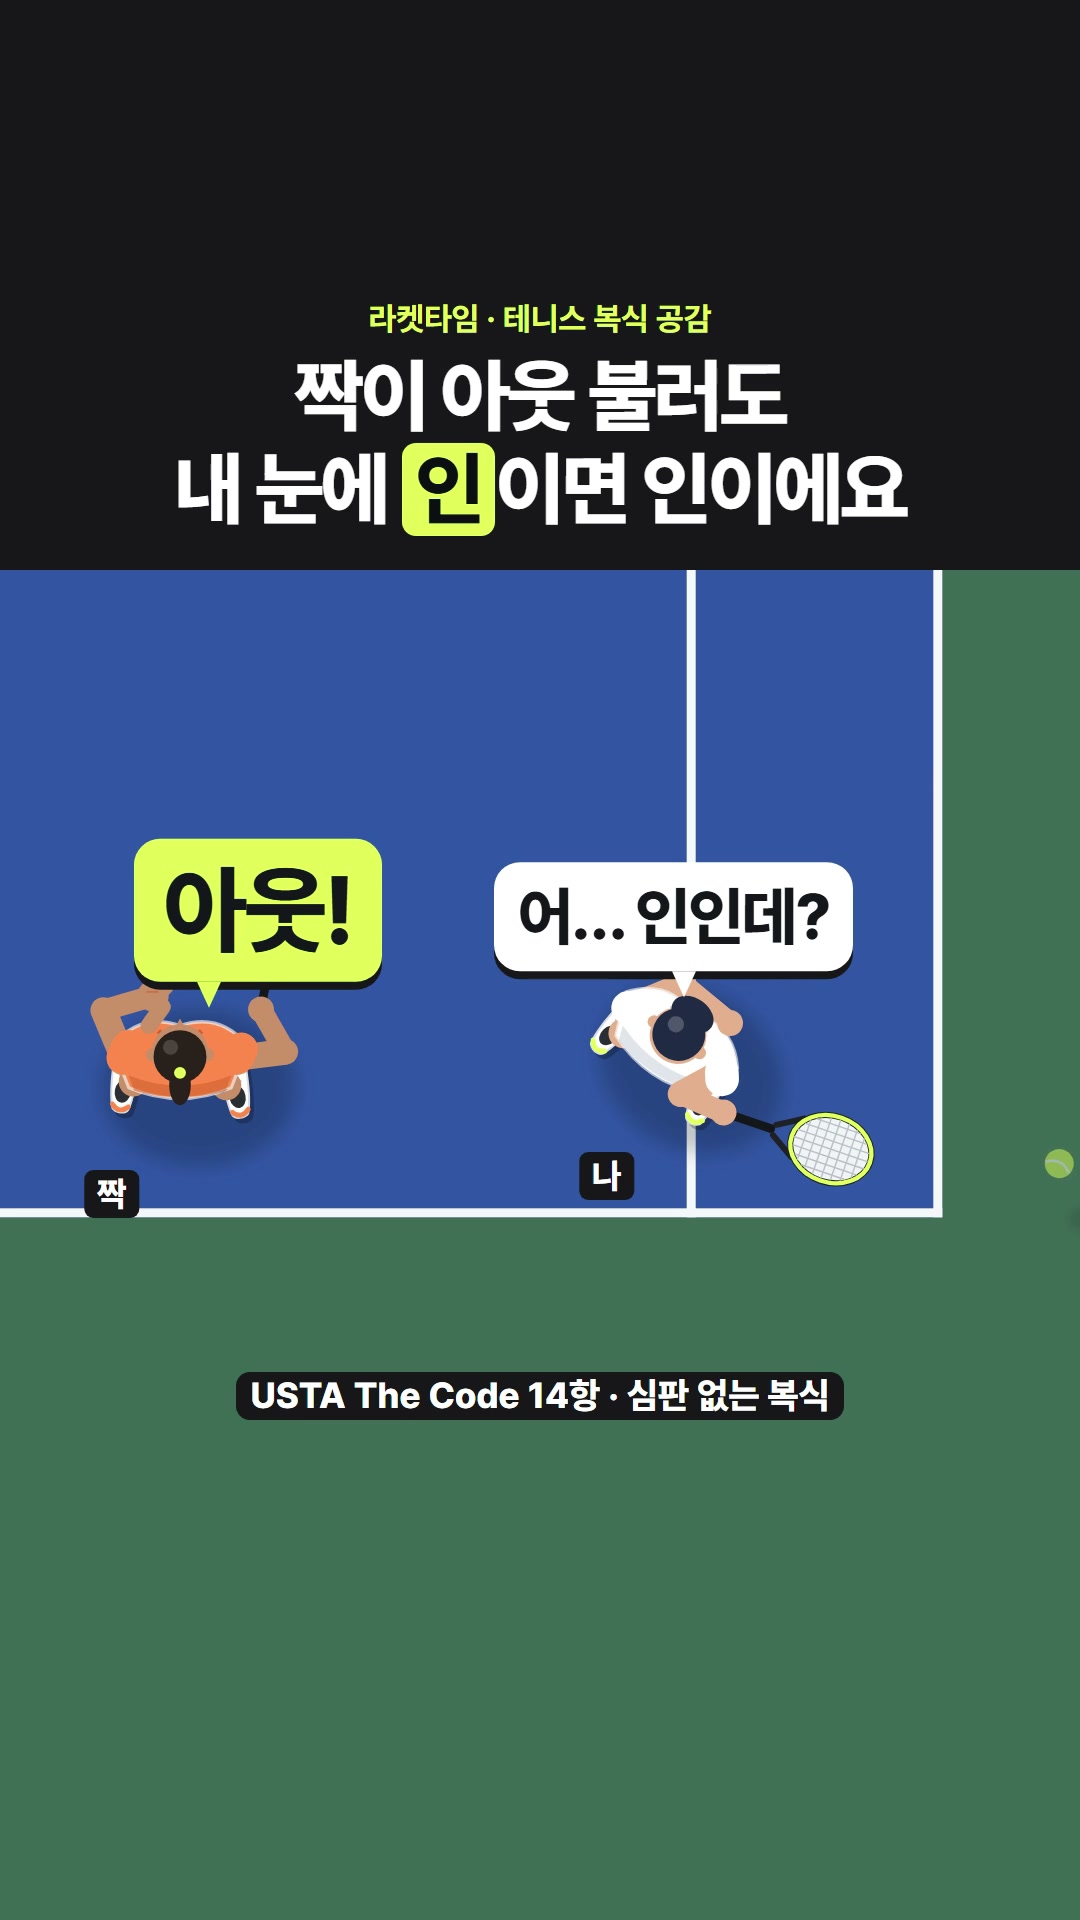 라켓타임 · 테니스 복식 공감
짝이 아웃 불러도
내 눈에 인이면 인이에요
아웃!
어... 인인데?
짝
나
USTA The Code 14항 · 심판 없는 복식